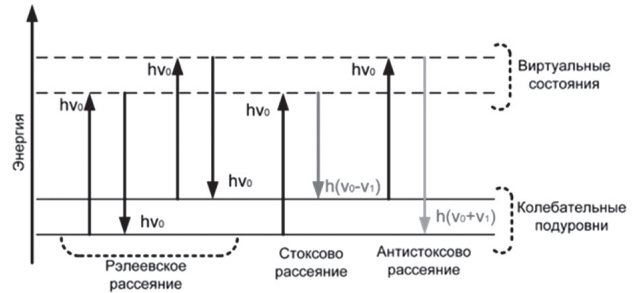 Энергия
hν₀
hν₀
hν₀
hν₀
hν₀
hν₀
h(ν₀-ν₁)
h(ν₀+ν₁)
Виртуальные
состояния
Колебательные
подуровни
Рэлеевское
рассеяние
Стоксово
рассеяние
Антистоксово
рассеяние